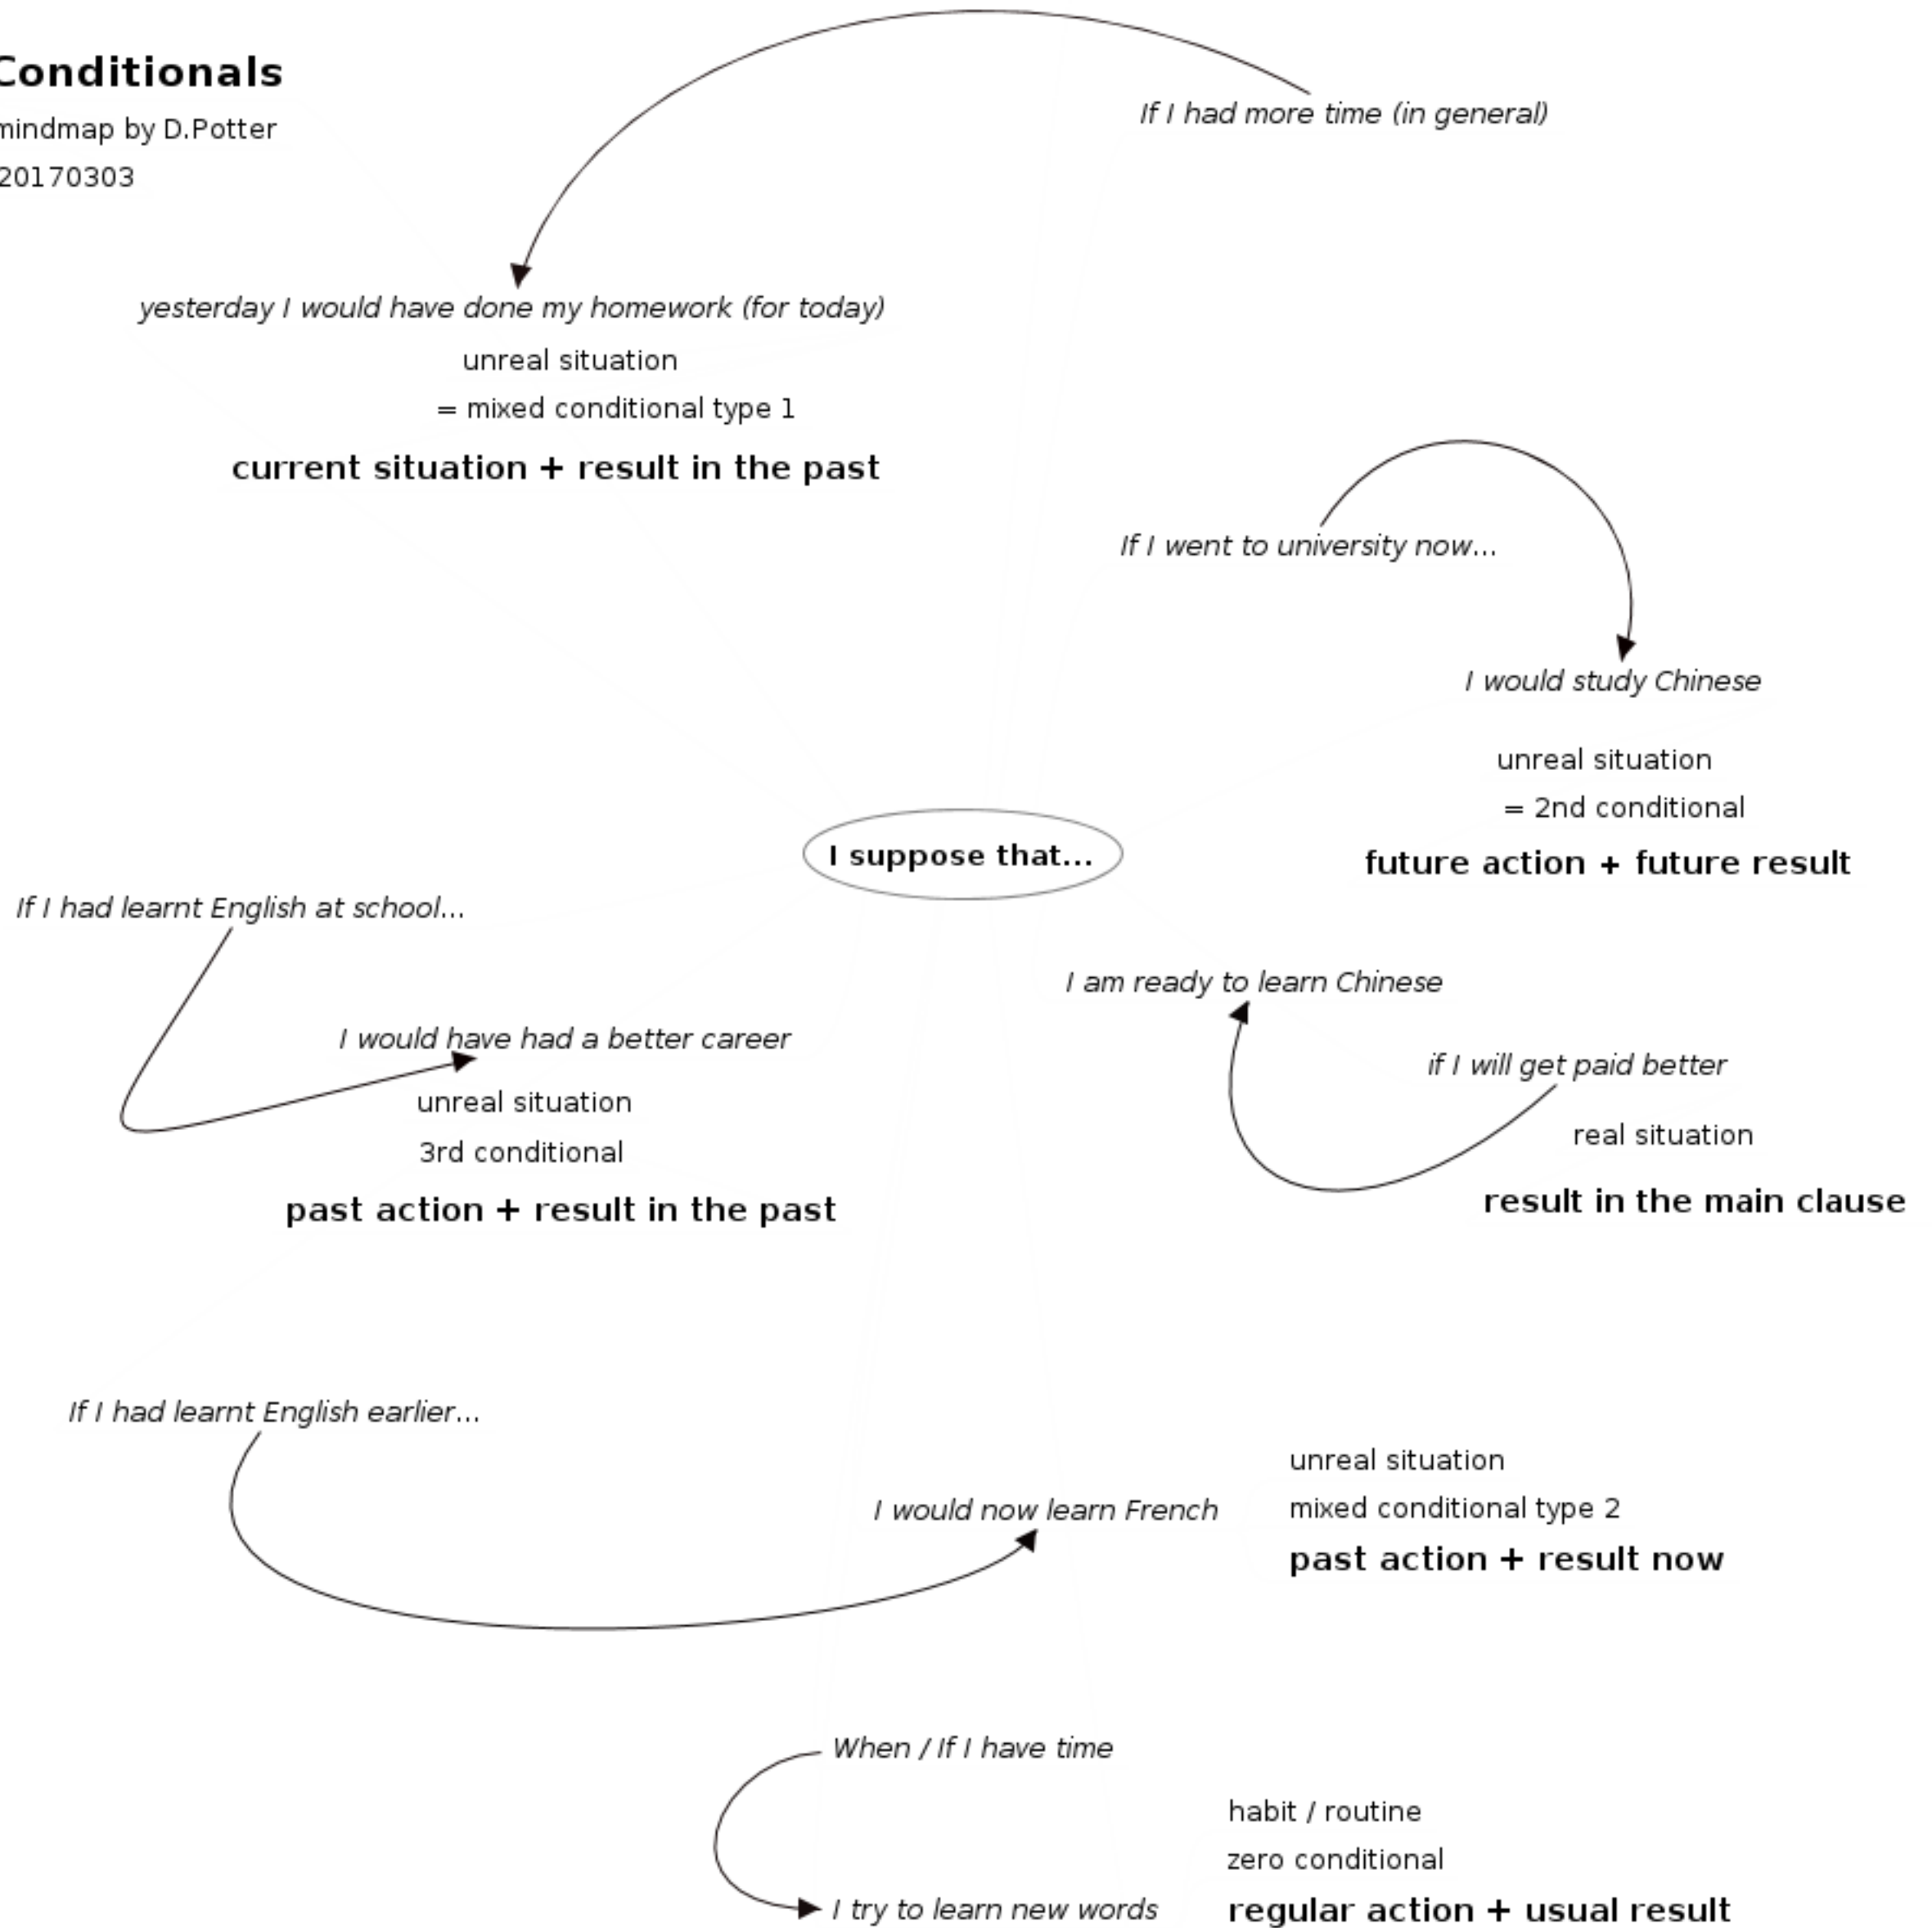 Conditionals
mindmap by D.Potter
20170303
If I had more time (in general)
yesterday I would have done my homework (for today)
unreal situation
= mixed conditional type 1
current situation + result in the past
If I went to university now...
I would study Chinese
unreal situation
= 2nd conditional
future action + future result
I suppose that...
If I had learnt English at school...
I would have had a better career
unreal situation
3rd conditional
past action + result in the past
I am ready to learn Chinese
if I will get paid better
real situation
result in the main clause
If I had learnt English earlier...
I would now learn French
unreal situation
mixed conditional type 2
past action + result now
When / If I have time
I try to learn new words
habit / routine
zero conditional
regular action + usual result